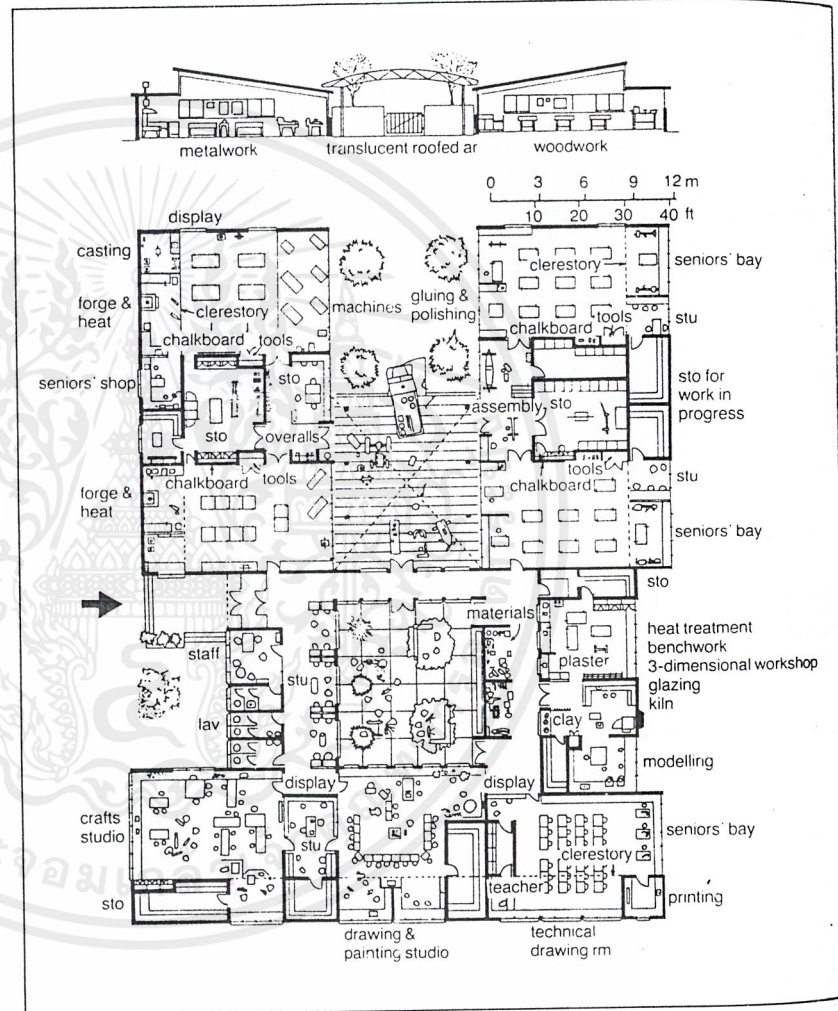 metalwork
translucent roofed ar
woodwork
0 3 6 9 12 m
10 20 30 40 ft
display
casting
forge &
heat
clerestory
chalkboard
tools
machines
gluing &
polishing
clerestory
chalkboard
tools
seniors' bay
stu
seniors' shop
sto
sto
overalls
assembly
sto
sto for
work in
progress
chalkboard
tools
forge &
heat
tools
chalkboard
stu
seniors' bay
sto
staff
stu
lav
materials
plaster
clay
heat treatment
benchwork
3-dimensional workshop
glazing
kiln
modelling
display
display
crafts
studio
stu
sto
seniors' bay
clerestory
teacher
printing
drawing &
painting studio
technical
drawing rm